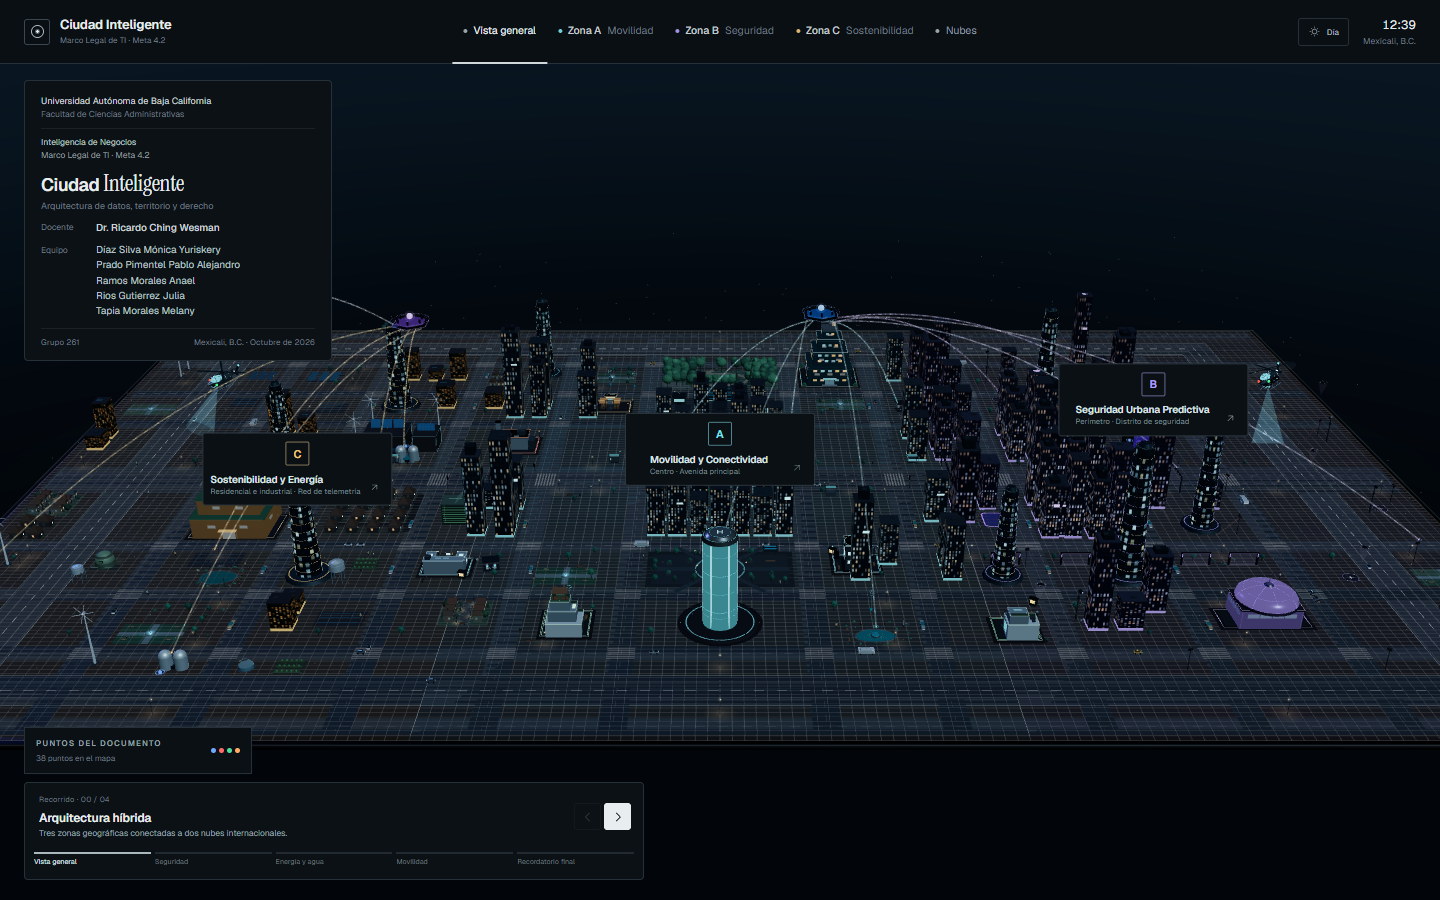 Ciudad Inteligente
Marco Legal de TI · Meta 4.2
Vista general
Zona A Movilidad
Zona B Seguridad
Zona C Sostenibilidad
Nubes
Día
12:39
Mexicali, B.C.
Universidad Autónoma de Baja California
Facultad de Ciencias Administrativas
Inteligencia de Negocios
Marco Legal de TI · Meta 4.2
Ciudad Inteligente
Arquitectura de datos, territorio y derecho
Docente Dr. Ricardo Ching Wesman
Equipo Díaz Silva Mónica Yuriskery
Prado Pimentel Pablo Alejandro
Ramos Morales Anael
Rios Gutierrez Julia
Tapia Morales Melany
Grupo 261 Mexicali, B.C. · Octubre de 2026
B
Seguridad Urbana Predictiva
Perímetro · Distrito de seguridad
A
Movilidad y Conectividad
Centro · Avenida principal
C
Sostenibilidad y Energía
Residencial e industrial · Red de telemetría
H
PUNTOS DEL DOCUMENTO
38 puntos en el mapa
Recorrido · 00 / 04
Arquitectura híbrida
Tres zonas geográficas conectadas a dos nubes internacionales.
Vista general
Seguridad
Energía y agua
Movilidad
Recordatorio final